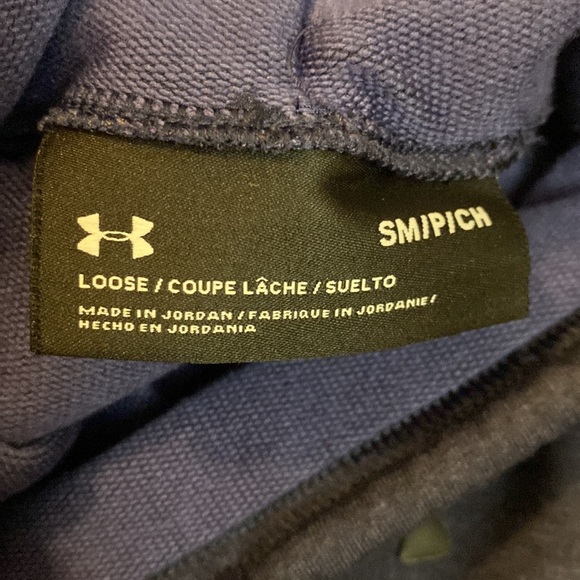 SM/P/CH
LOOSE / COUPE LÂCHE / SUELTO
MADE IN JORDAN / FABRIQUE IN JORDANIE /
HECHO EN JORDANIA